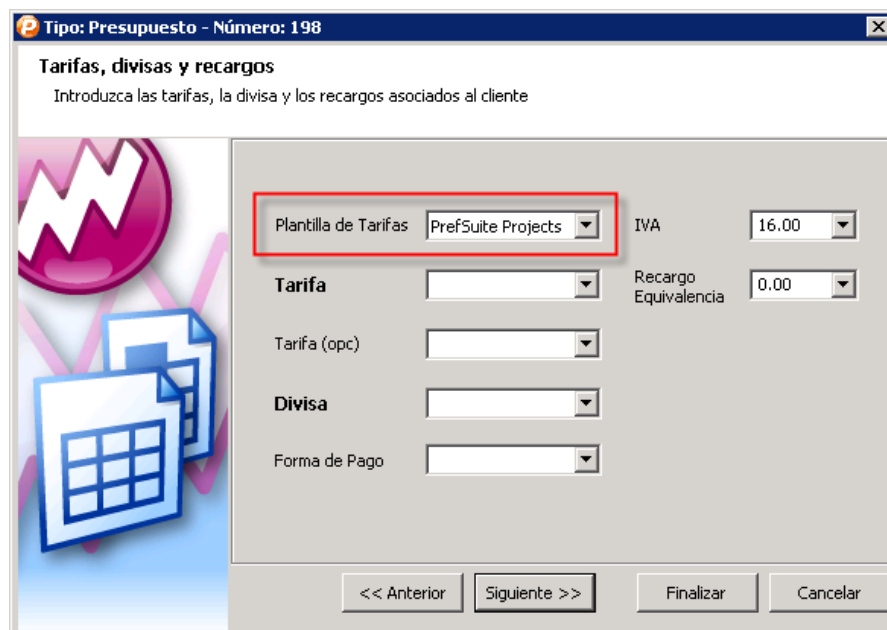 Tipo: Presupuesto - Número: 198
Tarifas, divisas y recargos
Introduzca las tarifas, la divisa y los recargos asociados al cliente
Plantilla de Tarifas PrefSuite Projects IVA 16.00
Tarifa Recargo Equivalencia 0.00
Tarifa (opc)
Divisa
Forma de Pago
<< Anterior Siguiente >> Finalizar Cancelar